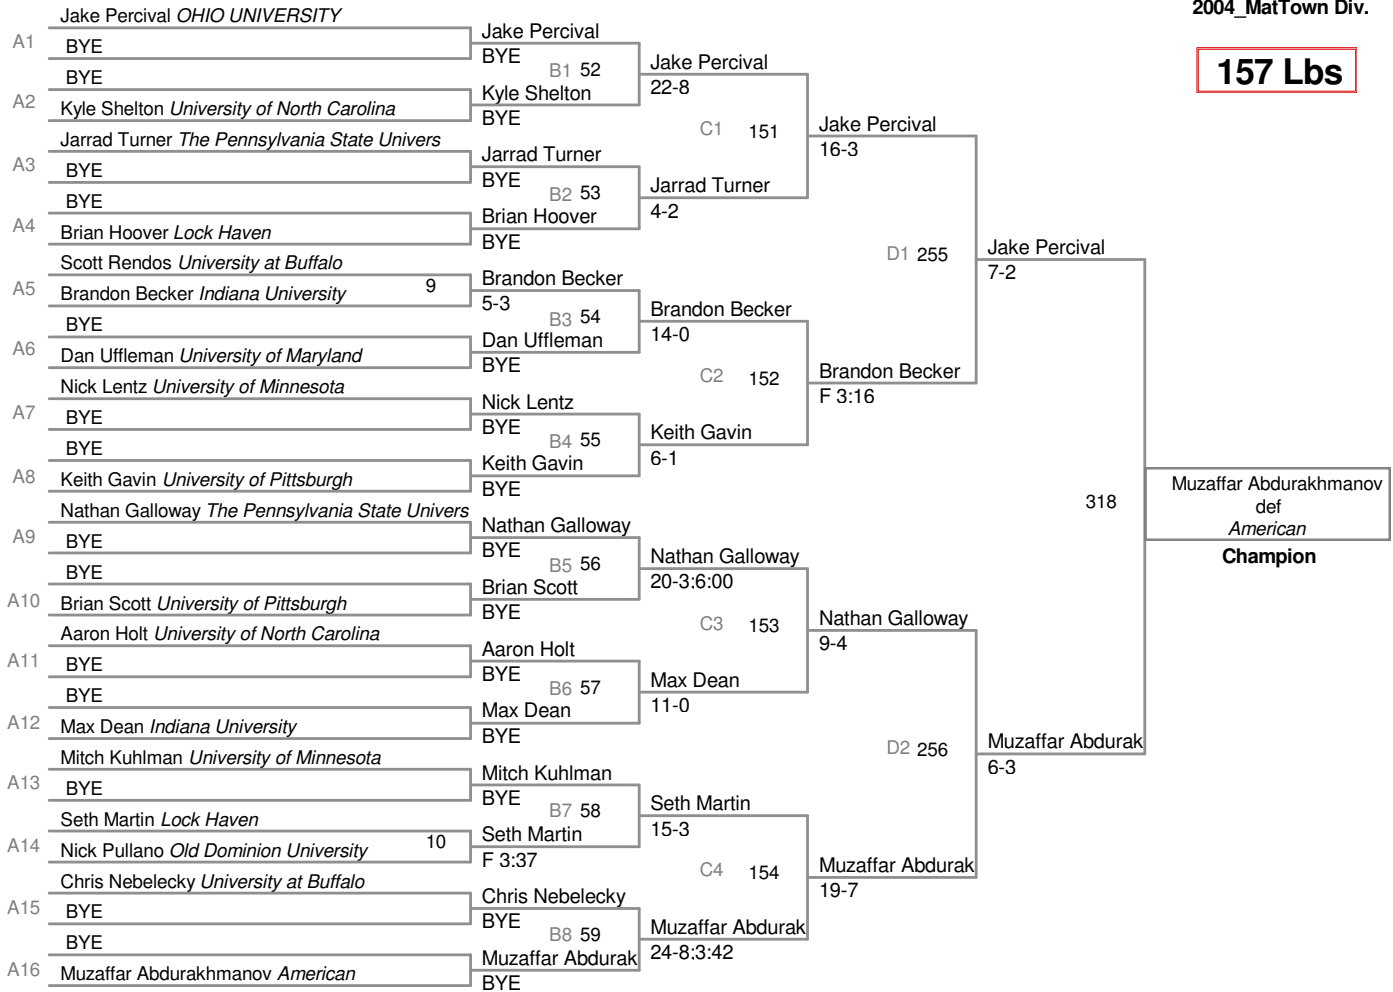 2004_MatTown Div.
157 Lbs
Jake Percival OHIO UNIVERSITY
A1
BYE
BYE
A2
Kyle Shelton University of North Carolina
Jarrad Turner The Pennsylvania State Univers
A3
BYE
BYE
A4
Brian Hoover Lock Haven
Scott Rendos University at Buffalo
A5
9
Brandon Becker Indiana University
BYE
A6
Dan Uffleman University of Maryland
Nick Lentz University of Minnesota
A7
BYE
BYE
A8
Keith Gavin University of Pittsburgh
Nathan Galloway The Pennsylvania State Univers
A9
BYE
BYE
A10
Brian Scott University of Pittsburgh
Aaron Holt University of North Carolina
A11
BYE
BYE
A12
Max Dean Indiana University
Mitch Kuhlman University of Minnesota
A13
BYE
Seth Martin Lock Haven
A14
10
Nick Pullano Old Dominion University
Chris Nebelecky University at Buffalo
A15
BYE
BYE
A16
Muzaffar Abdurakhmanov American
Jake Percival
BYE
B1 52
Kyle Shelton
BYE
Jarrad Turner
BYE
B2 53
Brian Hoover
BYE
Brandon Becker
5-3
B3 54
Dan Uffleman
BYE
Nick Lentz
BYE
B4 55
Keith Gavin
BYE
Nathan Galloway
BYE
B5 56
Brian Scott
BYE
Aaron Holt
BYE
B6 57
Max Dean
BYE
Mitch Kuhlman
BYE
B7 58
Seth Martin
F 3:37
Chris Nebelecky
BYE
B8 59
Muzaffar Abdurak
BYE
Jake Percival
22-8
C1 151
Jarrad Turner
4-2
Brandon Becker
14-0
C2 152
Keith Gavin
6-1
Nathan Galloway
20-3;6:00
C3 153
Max Dean
11-0
Seth Martin
15-3
C4 154
Muzaffar Abdurak
24-8;3:42
Jake Percival
16-3
D1 255
Brandon Becker
F 3:16
Nathan Galloway
9-4
D2 256
Muzaffar Abdurak
19-7
Jake Percival
7-2
318
Muzaffar Abdurak
6-3
Muzaffar Abdurakhmanov
def
American
Champion